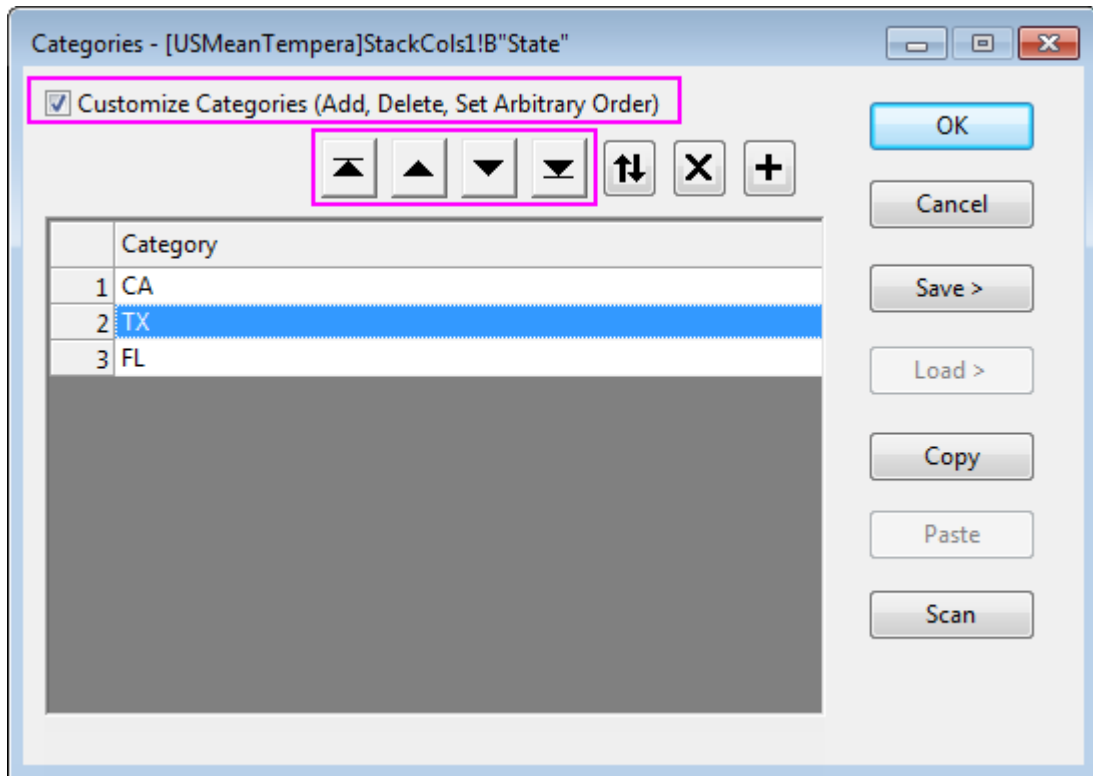 Categories - [USMeanTempera]StackCols1!B"State"
Customize Categories (Add, Delete, Set Arbitrary Order)
OK
Cancel
Category
1 CA
Save >
2 TX
3 FL
Load >
Copy
Paste
Scan